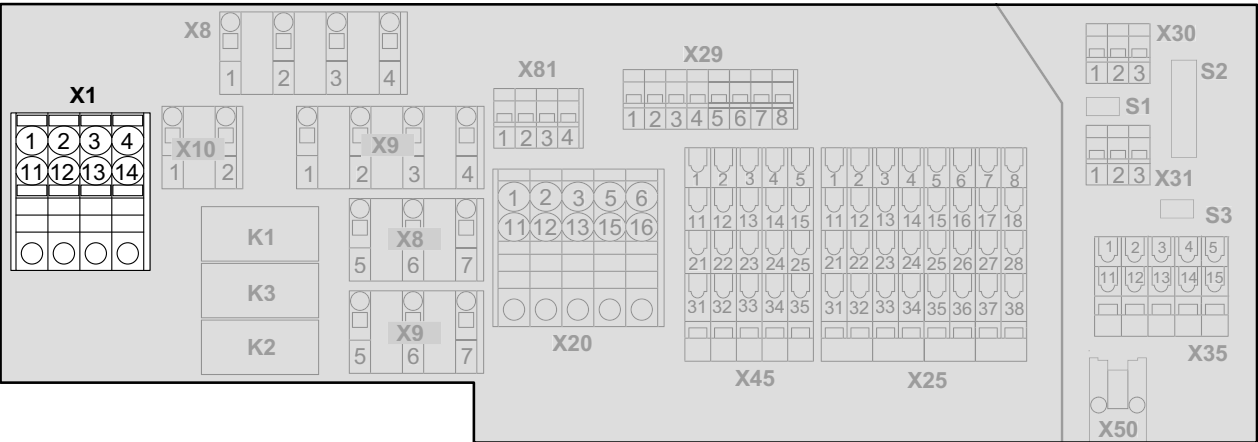 X8
1 2 3 4
X1
1 2 3 4
11 12 13 14
X10
1 2
X9
1 2 3 4
K1
K3
K2
X8
5 6 7
X9
5 6 7
X81
1 2 3 4
X29
1 2 3 4 5 6 7 8
1 2 3 5 6
11 12 13 15 16
X20
1 2 3 4 5
11 12 13 14 15
21 22 23 24 25
31 32 33 34 35
X45
1 2 3 4 5 6 7 8
11 12 13 14 15 16 17 18
21 22 23 24 25 26 27 28
31 32 33 34 35 36 37 38
X25
X30
1 2 3
S2
S1
1 2 3
X31
S3
1 2 3 4 5
11 12 13 14 15
X35
X50